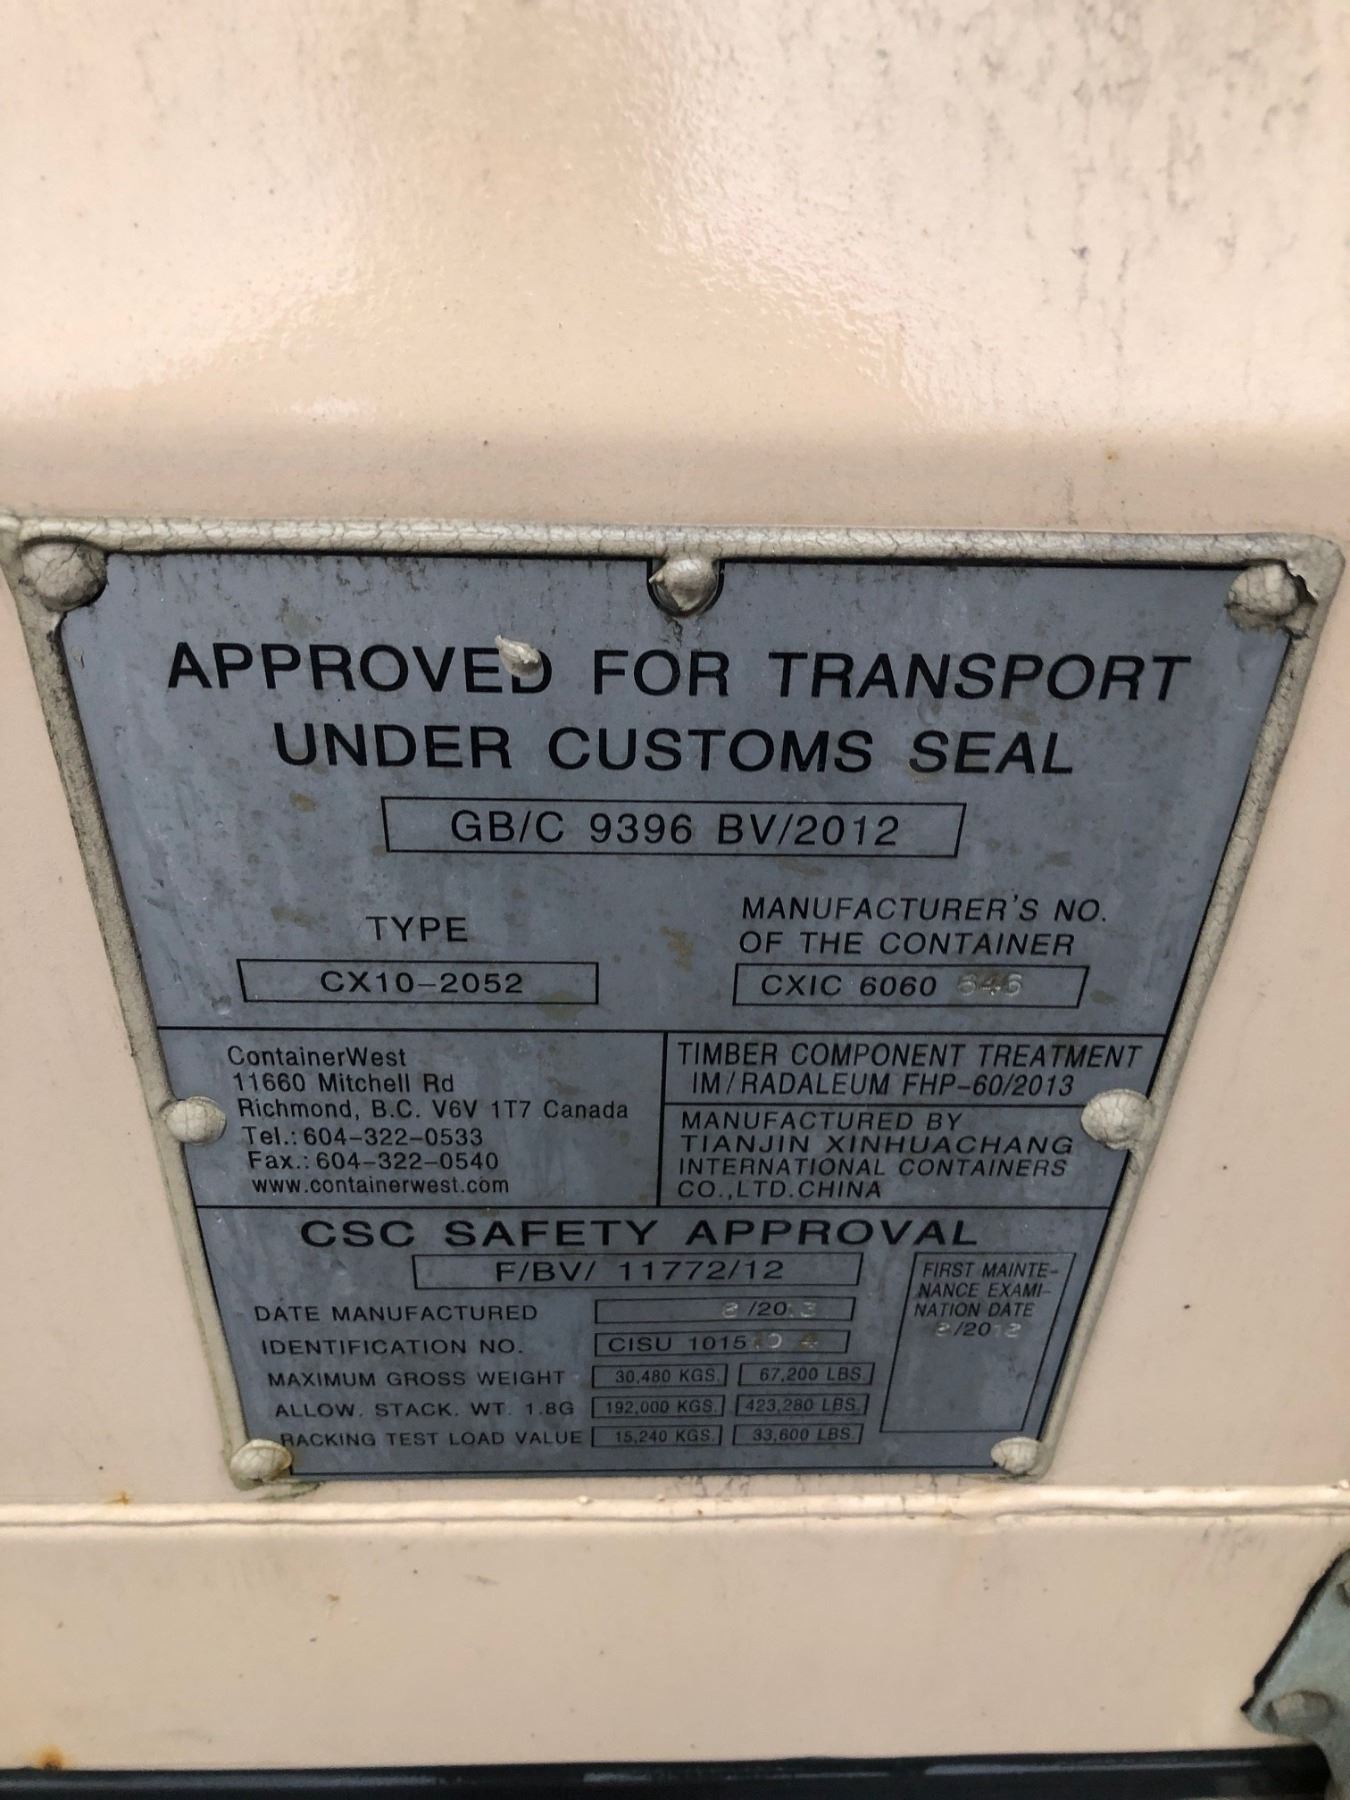 APPROVED FOR TRANSPORT
UNDER CUSTOMS SEAL
GB/C 9396 BV/2012
TYPE
CX10-2052
MANUFACTURER'S NO.
OF THE CONTAINER
CXIC 6060 646
ContainerWest
11660 Mitchell Rd
Richmond, B.C. V6V 1T7 Canada
Tel.: 604-322-0533
Fax.: 604-322-0540
www.containerwest.com
TIMBER COMPONENT TREATMENT
IM/RADALEUM FHP-60/2013
MANUFACTURED BY
TIANJIN XINHUACHANG
INTERNATIONAL CONTAINERS
CO.,LTD.CHINA
CSC SAFETY APPROVAL
F/BV/ 11772/12
DATE MANUFACTURED
IDENTIFICATION NO. CISU
MAXIMUM GROSS WEIGHT 30,480 KGS. 67,200 LBS.
ALLOW. STACK. WT. 1.8G 192,000 KGS. 423,280 LBS.
RACKING TEST LOAD VALUE 15,240 KGS. 33,600 LBS.
FIRST MAINTE-
NANCE EXAMI-
NATION DATE